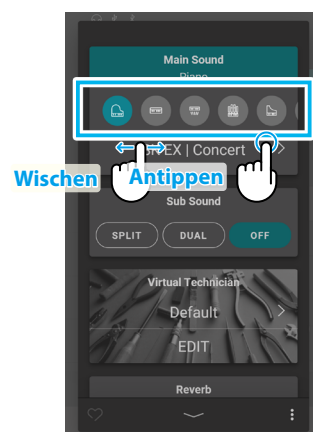 Main Sound
Piano
EX | Concert
Wischen
Antippen
Sub Sound
SPLIT
DUAL
OFF
Virtual Technician
Default
EDIT
Reverb